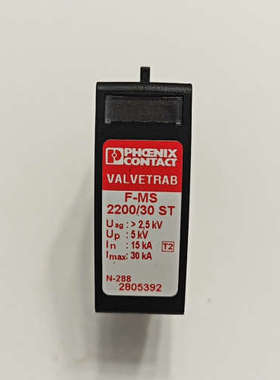 PHŒNIX
CONTACT
VALVETRAB
F-MS
2200/30 ST
Usg : > 2,5 kV
Up : 5 kV
In : 15 kA T2
Imax: 30 kA
N-288
2805392